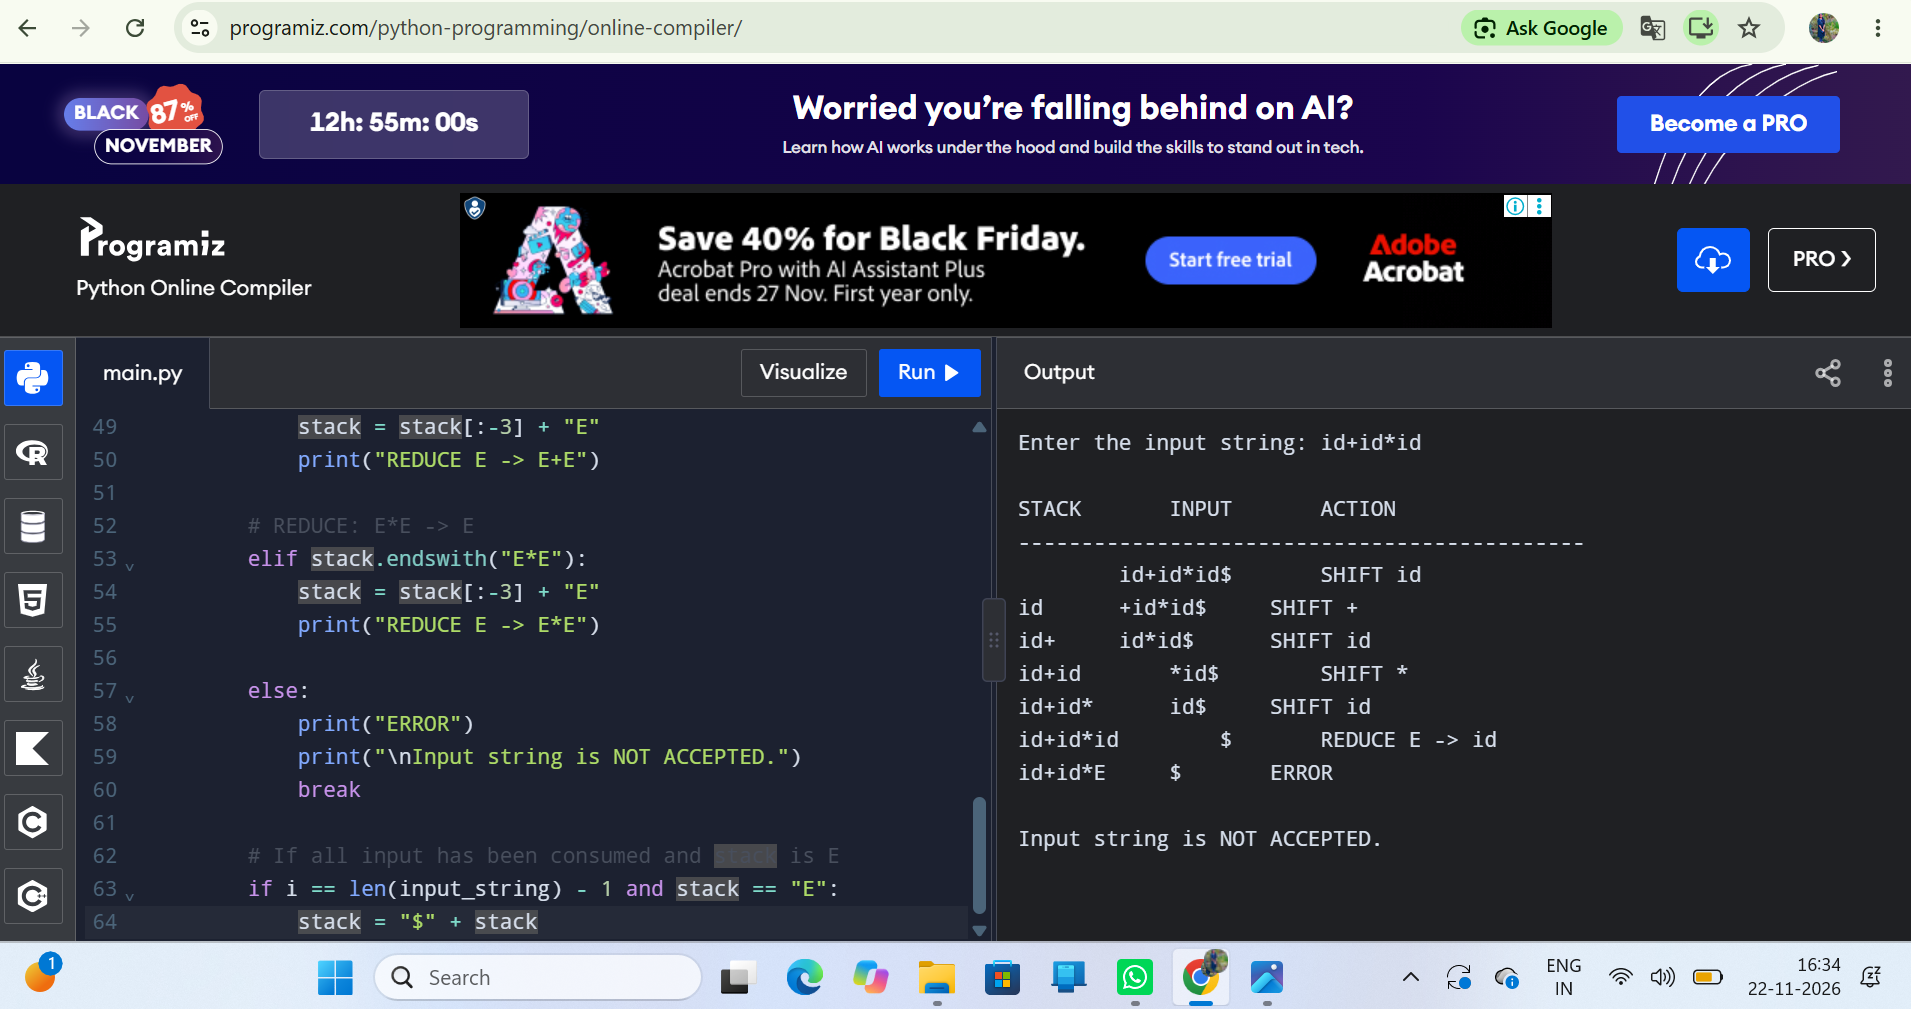 programiz.com/python-programming/online-compiler/
Ask Google
BLACK 87% OFF
NOVEMBER
12h: 55m: 00s
Worried you’re falling behind on AI?
Learn how AI works under the hood and build the skills to stand out in tech.
Become a PRO
Programiz
Python Online Compiler
Save 40% for Black Friday.
Acrobat Pro with AI Assistant Plus
deal ends 27 Nov. First year only.
Start free trial
Adobe
Acrobat
PRO
main.py
Visualize
Run
49 stack = stack[:-3] + "E"
50 print("REDUCE E -> E+E")
51
52 # REDUCE: E*E -> E
53 elif stack.endswith("E*E"):
54 stack = stack[:-3] + "E"
55 print("REDUCE E -> E*E")
56
57 else:
58 print("ERROR")
59 print("\nInput string is NOT ACCEPTED.")
60 break
61
62 # If all input has been consumed and stack is E
63 if i == len(input_string) - 1 and stack == "E":
64 stack = "$" + stack
Output
Enter the input string: id+id*id
STACK INPUT ACTION
---------------------------------------------
id+id*id$ SHIFT id
id +id*id$ SHIFT +
id+ id*id$ SHIFT id
id+id *id$ SHIFT *
id+id* id$ SHIFT id
id+id*id $ REDUCE E -> id
id+id*E $ ERROR
Input string is NOT ACCEPTED.
1
Search
ENG
IN
16:34
22-11-2026